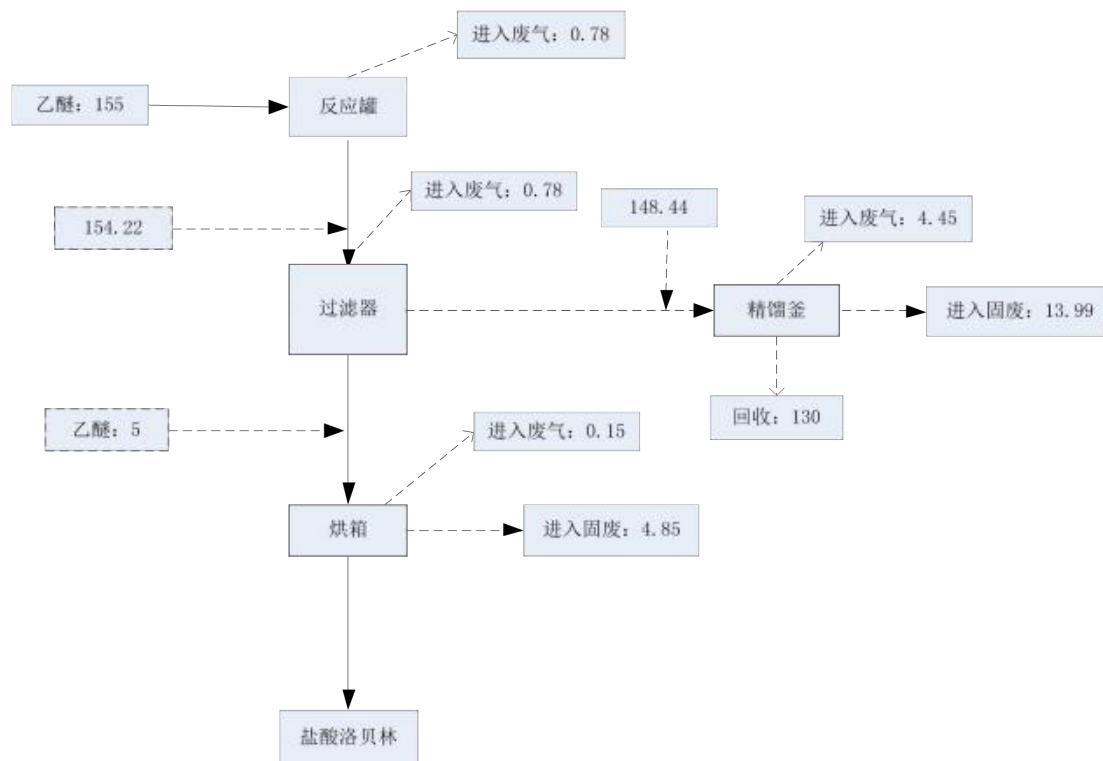 进入废气：0.78
乙醚：155
反应罐
进入废气：0.78
148.44
154.22
进入废气：4.45
过滤器
精馏釜
进入固废：13.99
乙醚：5
进入废气：0.15
回收：130
烘箱
进入固废：4.85
盐酸洛贝林